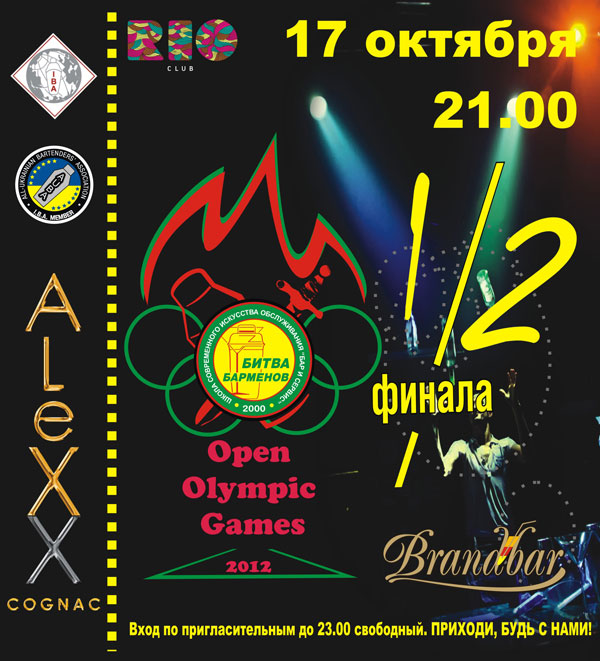 RIO
CLUB
17 октября
21.00
IBA
ALL-UKRAINIAN BARTENDERS' ASSOCIATION
I.B.A. MEMBER
AleXX
COGNAC
1/2
финала
ШКОЛА СОВРЕМЕННОГО ИСКУССТВА ОБСЛУЖИВАНИЯ "БАР И СЕРВИС"
БИТВА
БАРМЕНОВ
2000
Open
Olympic
Games
2012
Brandbar
Вход по пригласительным до 23.00 свободный. ПРИХОДИ, БУДЬ С НАМИ!